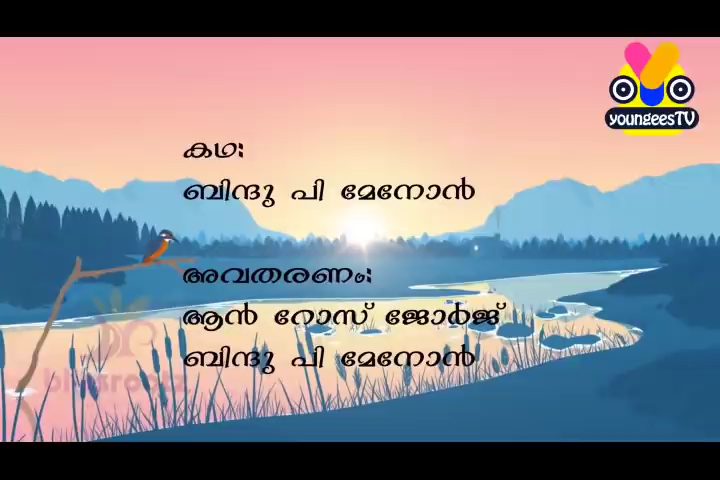 youngeesTV
കഥ:
ബിന്ദു പി മേനോൻ
അവതരണം:
ആൻ റോസ് ജോർജ്
ബിന്ദു പി മേനോൻ